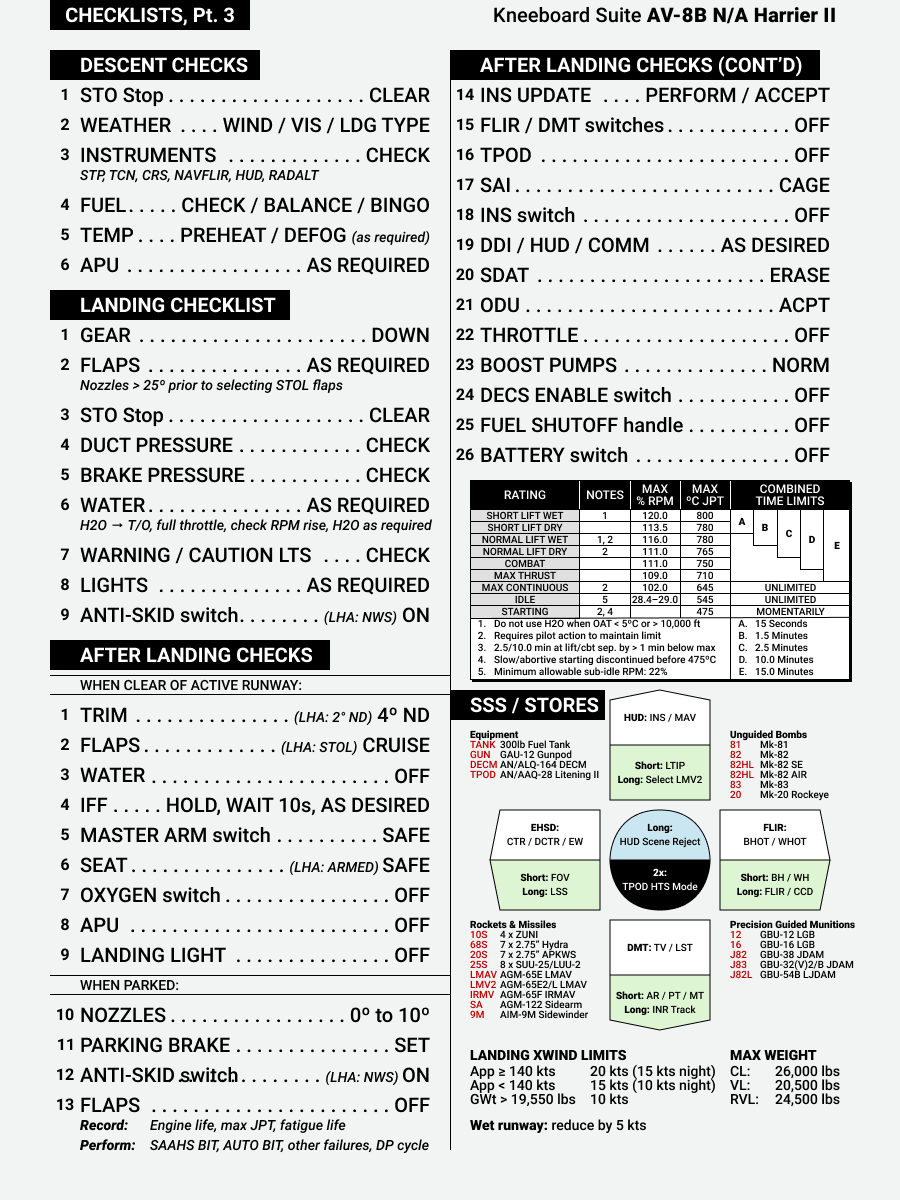 CHECKLISTS, Pt. 3
Kneeboard Suite AV-8B N/A Harrier II
DESCENT CHECKS
1 STO Stop . . . . . . . . . . . . . . . . . . . CLEAR
2 WEATHER . . . . WIND / VIS / LDG TYPE
3 INSTRUMENTS . . . . . . . . . . . . . CHECK
STP, TCN, CRS, NAVFLIR, HUD, RADALT
4 FUEL. . . . . CHECK / BALANCE / BINGO
5 TEMP . . . . PREHEAT / DEFOG (as required)
6 APU . . . . . . . . . . . . . . . . . AS REQUIRED
LANDING CHECKLIST
1 GEAR . . . . . . . . . . . . . . . . . . . . . . DOWN
2 FLAPS . . . . . . . . . . . . . . . AS REQUIRED
Nozzles > 25º prior to selecting STOL flaps
3 STO Stop . . . . . . . . . . . . . . . . . . . CLEAR
4 DUCT PRESSURE . . . . . . . . . . . . CHECK
5 BRAKE PRESSURE . . . . . . . . . . . CHECK
6 WATER. . . . . . . . . . . . . . . AS REQUIRED
H2O → T/O, full throttle, check RPM rise, H2O as required
7 WARNING / CAUTION LTS . . . . CHECK
8 LIGHTS . . . . . . . . . . . . . . AS REQUIRED
9 ANTI-SKID switch. . . . . . . . (LHA: NWS) ON
AFTER LANDING CHECKS
WHEN CLEAR OF ACTIVE RUNWAY:
1 TRIM . . . . . . . . . . . . . . . (LHA: 2° ND) 4º ND
2 FLAPS . . . . . . . . . . . . . (LHA: STOL) CRUISE
3 WATER . . . . . . . . . . . . . . . . . . . . . . . OFF
4 IFF . . . . . HOLD, WAIT 10s, AS DESIRED
5 MASTER ARM switch . . . . . . . . . . SAFE
6 SEAT . . . . . . . . . . . . . . . (LHA: ARMED) SAFE
7 OXYGEN switch . . . . . . . . . . . . . . . . OFF
8 APU . . . . . . . . . . . . . . . . . . . . . . . . . OFF
9 LANDING LIGHT . . . . . . . . . . . . . . . OFF
WHEN PARKED:
10 NOZZLES . . . . . . . . . . . . . . . . . 0º to 10º
11 PARKING BRAKE . . . . . . . . . . . . . . . SET
12 ANTI-SKID switch. . . . . . . . (LHA: NWS) ON
13 FLAPS . . . . . . . . . . . . . . . . . . . . . . . OFF
Record: Engine life, max JPT, fatigue life
Perform: SAAHS BIT, AUTO BIT, other failures, DP cycle
AFTER LANDING CHECKS (CONT'D)
14 INS UPDATE . . . . PERFORM / ACCEPT
15 FLIR / DMT switches . . . . . . . . . . . . OFF
16 TPOD . . . . . . . . . . . . . . . . . . . . . . . . OFF
17 SAI . . . . . . . . . . . . . . . . . . . . . . . . . CAGE
18 INS switch . . . . . . . . . . . . . . . . . . . . OFF
19 DDI / HUD / COMM . . . . . . AS DESIRED
20 SDAT . . . . . . . . . . . . . . . . . . . . . . ERASE
21 ODU . . . . . . . . . . . . . . . . . . . . . . . . ACPT
22 THROTTLE . . . . . . . . . . . . . . . . . . . . OFF
23 BOOST PUMPS . . . . . . . . . . . . . . NORM
24 DECS ENABLE switch . . . . . . . . . . . OFF
25 FUEL SHUTOFF handle . . . . . . . . . . OFF
26 BATTERY switch . . . . . . . . . . . . . . . OFF
RATING NOTES MAX % RPM MAX ºC JPT COMBINED TIME LIMITS
SHORT LIFT WET 1 120.0 800
SHORT LIFT DRY 113.5 780
NORMAL LIFT WET 1, 2 116.0 780
NORMAL LIFT DRY 2 111.0 765
COMBAT 111.0 750
MAX THRUST 109.0 710
A B C D E
MAX CONTINUOUS 2 102.0 645 UNLIMITED
IDLE 5 28.4–29.0 545 UNLIMITED
STARTING 2, 4 475 MOMENTARILY
1. Do not use H2O when OAT < 5ºC or > 10,000 ft A. 15 Seconds
2. Requires pilot action to maintain limit B. 1.5 Minutes
3. 2.5/10.0 min at lift/cbt sep. by > 1 min below max C. 2.5 Minutes
4. Slow/abortive starting discontinued before 475ºC D. 10.0 Minutes
5. Minimum allowable sub-idle RPM: 22% E. 15.0 Minutes
SSS / STORES
HUD: INS / MAV
Short: LTIP
Long: Select LMV2
Equipment
TANK 300lb Fuel Tank
GUN GAU-12 Gunpod
DECM AN/ALQ-164 DECM
TPOD AN/AAQ-28 Litening II
Unguided Bombs
81 Mk-81
82 Mk-82
82HL Mk-82 SE
82HL Mk-82 AIR
83 Mk-83
20 Mk-20 Rockeye
EHSD:
CTR / DCTR / EW
Short: FOV
Long: LSS
Long:
HUD Scene Reject
2x:
TPOD HTS Mode
FLIR:
BHOT / WHOT
Short: BH / WH
Long: FLIR / CCD
Rockets & Missiles
10S 4 x ZUNI
68S 7 x 2.75" Hydra
20S 7 x 2.75" APKWS
25S 8 x SUU-25/LUU-2
LMAV AGM-65E LMAV
LMV2 AGM-65E2/L LMAV
IRMV AGM-65F IRMAV
SA AGM-122 Sidearm
9M AIM-9M Sidewinder
DMT: TV / LST
Short: AR / PT / MT
Long: INR Track
Precision Guided Munitions
12 GBU-12 LGB
16 GBU-16 LGB
J82 GBU-38 JDAM
J83 GBU-32(V)2/B JDAM
J82L GBU-54B LJDAM
LANDING XWIND LIMITS
App ≥ 140 kts 20 kts (15 kts night)
App < 140 kts 15 kts (10 kts night)
GWt > 19,550 lbs 10 kts
Wet runway: reduce by 5 kts
MAX WEIGHT
CL: 26,000 lbs
VL: 20,500 lbs
RVL: 24,500 lbs